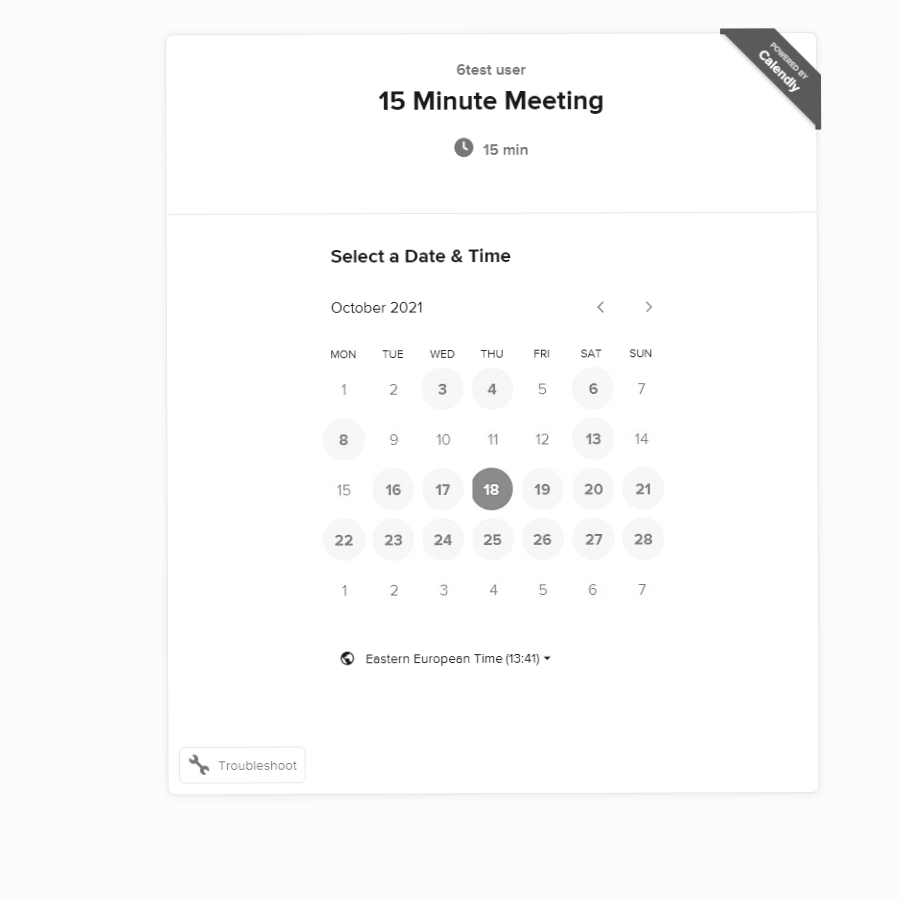 POWERED BY
Calendly
6test user
15 Minute Meeting
15 min
Select a Date & Time
October 2021
MON TUE WED THU FRI SAT SUN
1 2 3 4 5 6 7
8 9 10 11 12 13 14
15 16 17 18 19 20 21
22 23 24 25 26 27 28
1 2 3 4 5 6 7
Eastern European Time (13:41)
Troubleshoot